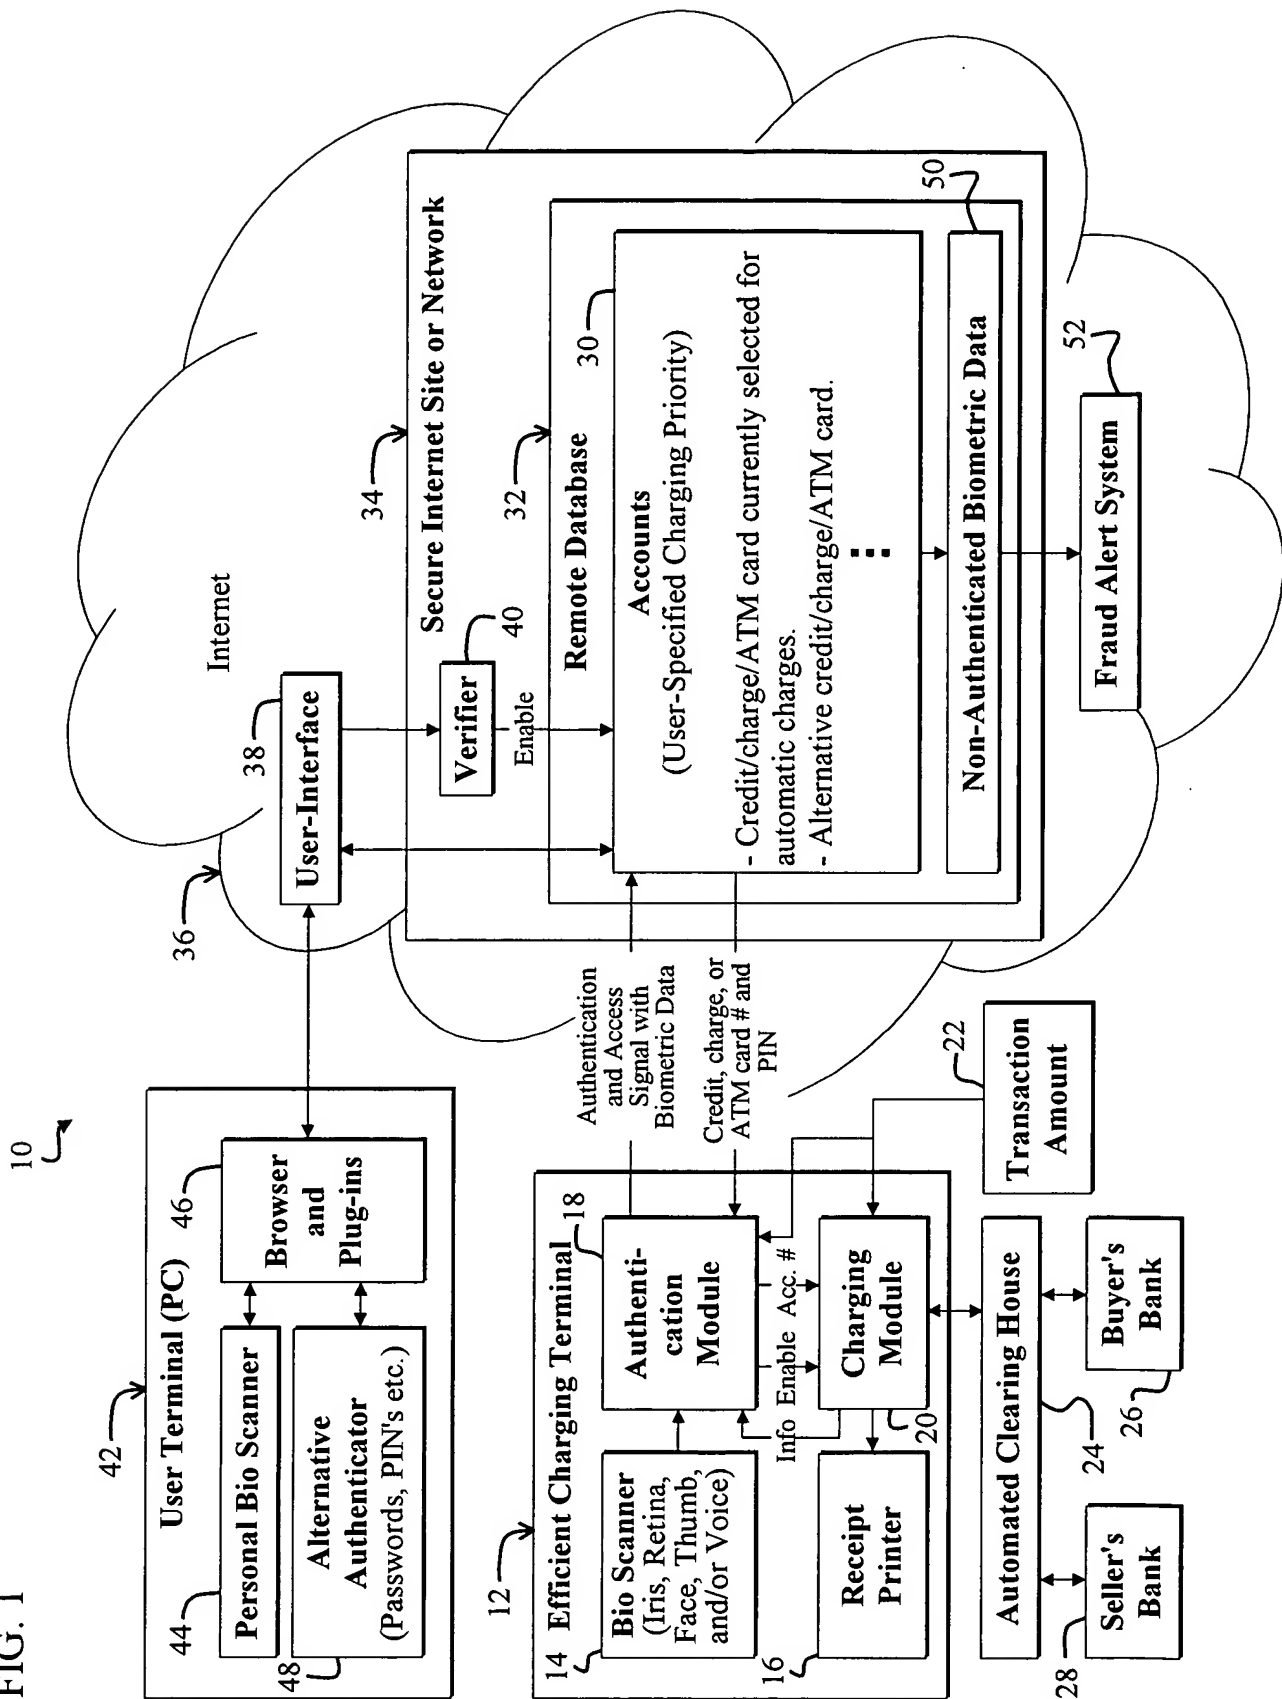 FIG. 1
10
42
User Terminal (PC)
44
Personal Bio Scanner
46
Browser
and
Plug-ins
48
Alternative
Authenticator
(Passwords, PIN's etc.)
36
Internet
38
User-Interface
34
Secure Internet Site or Network
40
Verifier
Enable
32
Remote Database
30
Accounts
(User-Specified Charging Priority)
- Credit/charge/ATM card currently selected for
automatic charges.
- Alternative credit/charge/ATM card.
50
Non-Authenticated Biometric Data
52
Fraud Alert System
Authentication
and Access
Signal with
Biometric Data
Credit, charge, or
ATM card # and
PIN
12
Efficient Charging Terminal
14
Bio Scanner
(Iris, Retina,
Face, Thumb,
and/or Voice)
18
Authenti-
cation
Module
Info
Enable
Acc. #
16
Receipt
Printer
20
Charging
Module
22
Transaction
Amount
24
Automated Clearing House
28
Seller's
Bank
26
Buyer's
Bank